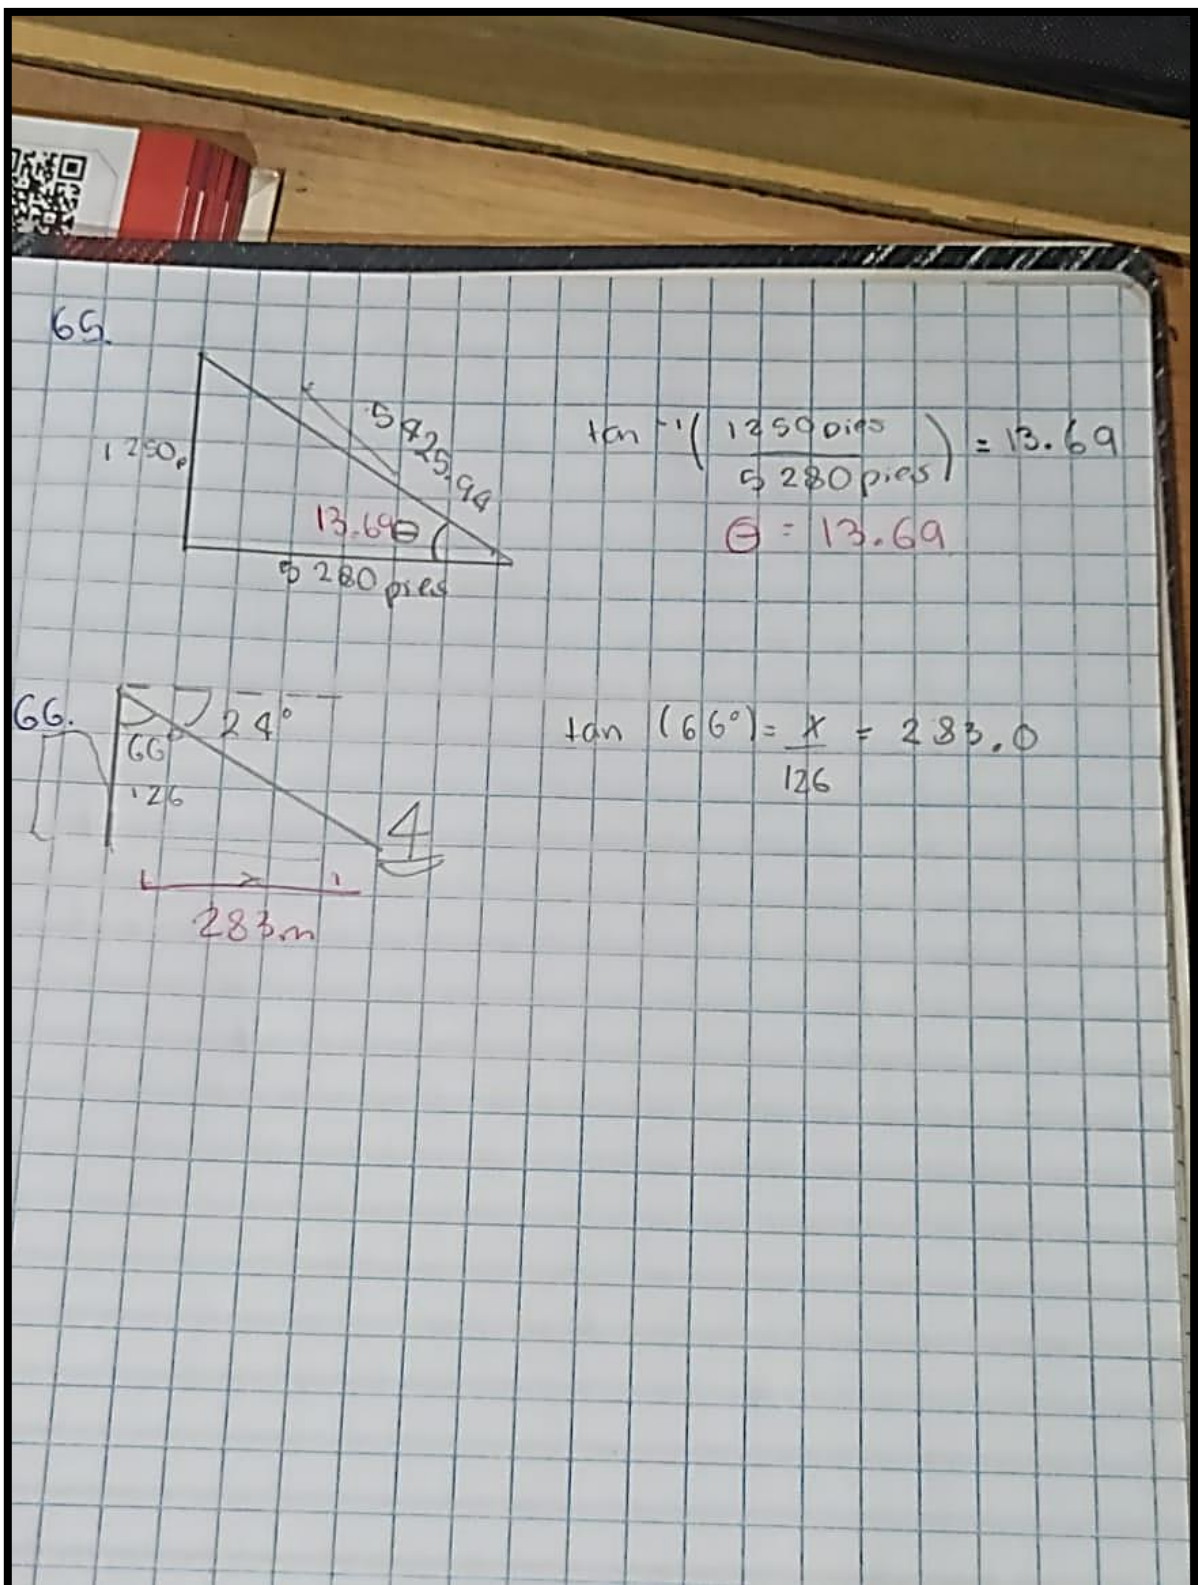 65.
1250p
5425.94
13.69 θ
5280 pies
tan⁻¹(1250 pies / 5280 pies) = 13.69
θ = 13.69
66.
24°
66°
126
283m
tan (66°) = x / 126 = 283.0